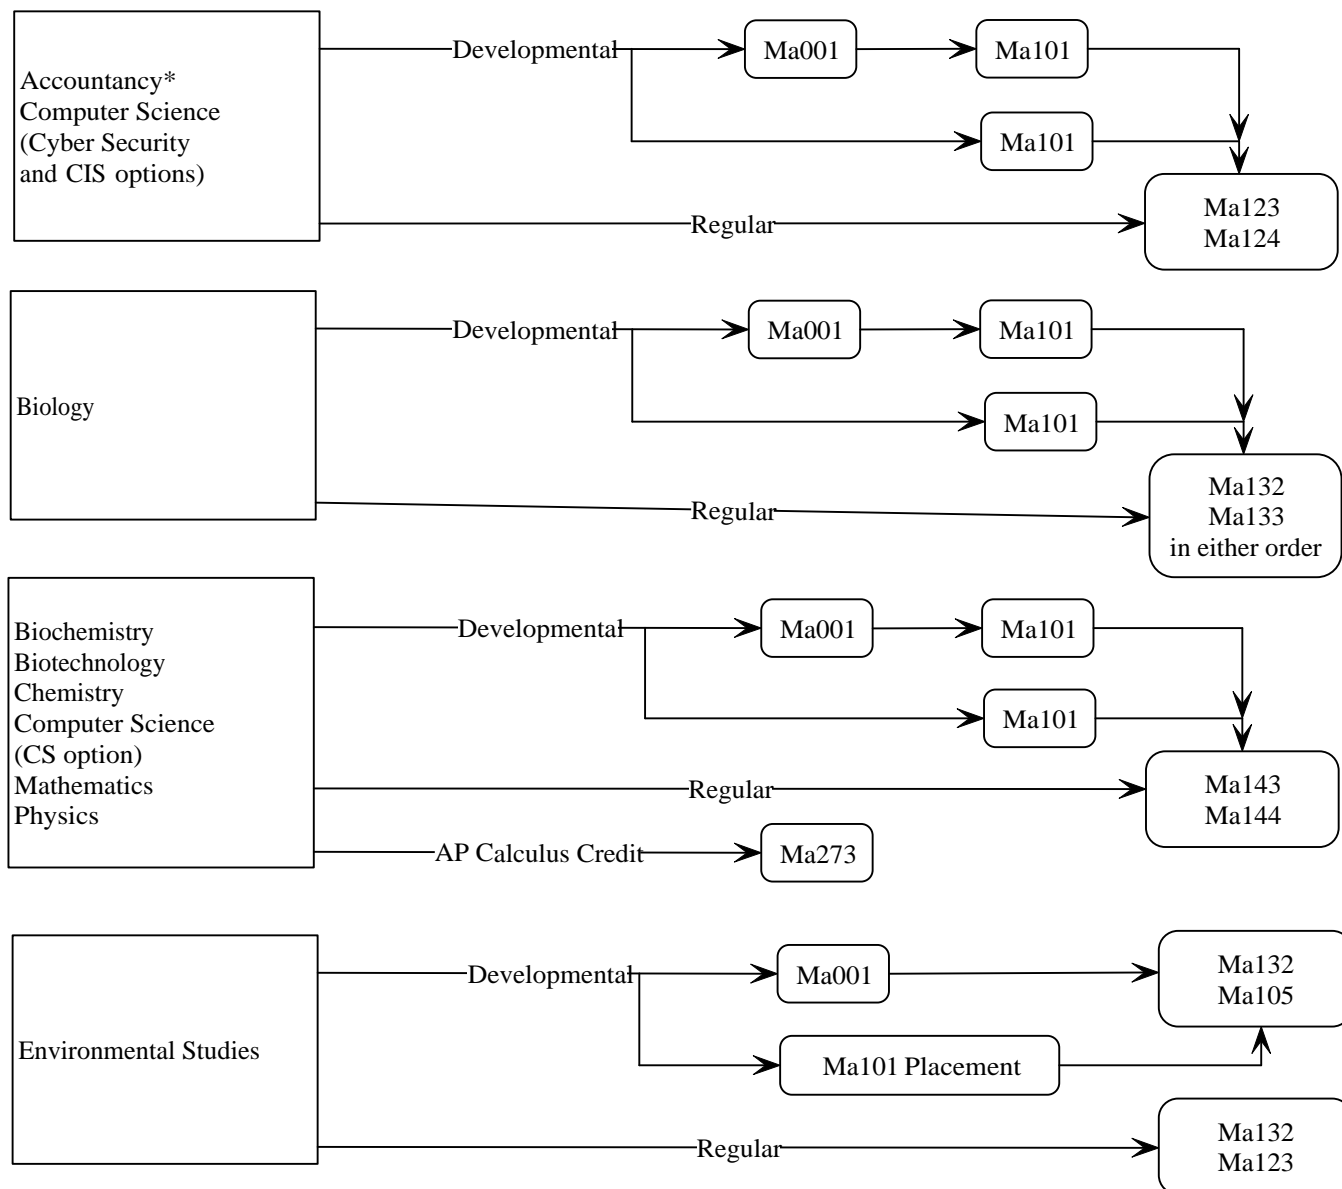 Accountancy*
Computer Science
(Cyber Security
and CIS options)
Developmental
Ma001
Ma101
Ma101
Regular
Ma123
Ma124
Biology
Developmental
Ma001
Ma101
Ma101
Regular
Ma132
Ma133
in either order
Biochemistry
Biotechnology
Chemistry
Computer Science
(CS option)
Mathematics
Physics
Developmental
Ma001
Ma101
Ma101
Regular
Ma143
Ma144
AP Calculus Credit
Ma273
Environmental Studies
Developmental
Ma001
Ma132
Ma105
Ma101 Placement
Regular
Ma132
Ma123